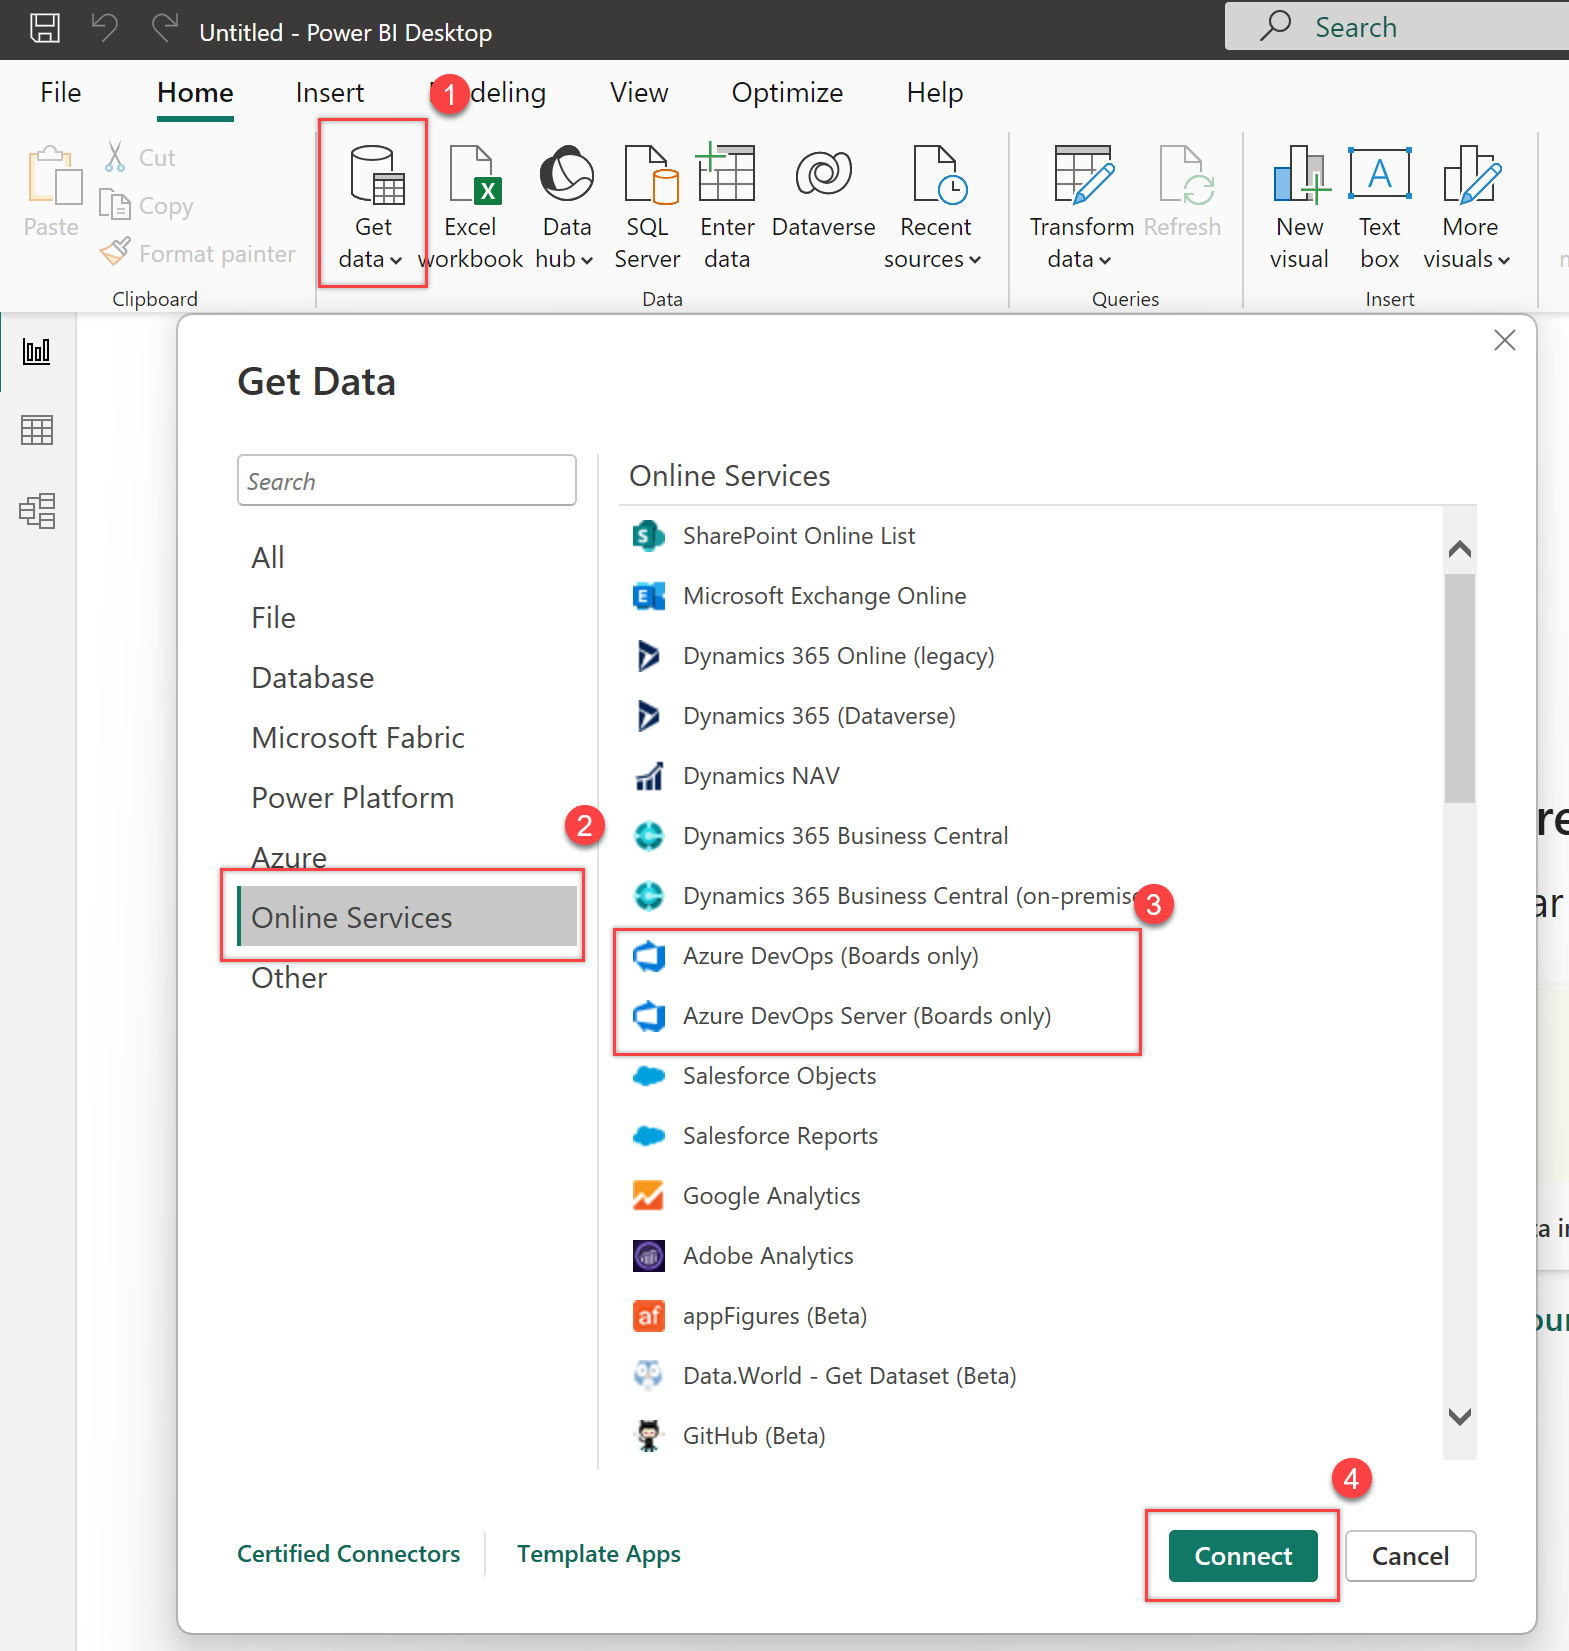 Untitled - Power BI Desktop
Search
File
Home
Insert
1
deling
View
Optimize
Help
Paste
Cut
Copy
Format painter
Clipboard
Get
data
Excel
workbook
Data
hub
SQL
Server
Enter
data
Dataverse
Recent
sources
Data
Transform
data
Refresh
Queries
New
visual
A
Text
box
More
visuals
Insert
Get Data
Search
All
File
Database
Microsoft Fabric
Power Platform
Azure
2
Online Services
Other
Online Services
SharePoint Online List
Microsoft Exchange Online
Dynamics 365 Online (legacy)
Dynamics 365 (Dataverse)
Dynamics NAV
Dynamics 365 Business Central
Dynamics 365 Business Central (on-premise
3
Azure DevOps (Boards only)
Azure DevOps Server (Boards only)
Salesforce Objects
Salesforce Reports
Google Analytics
Adobe Analytics
af appFigures (Beta)
Data.World - Get Dataset (Beta)
GitHub (Beta)
Certified Connectors
Template Apps
4
Connect
Cancel